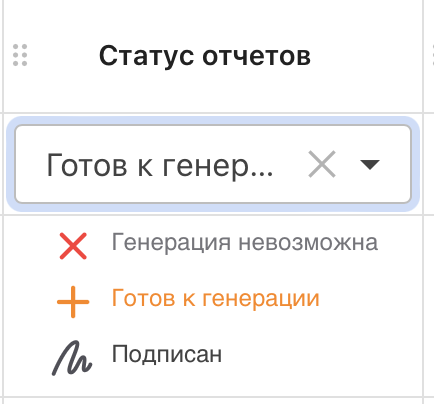 Статус отчетов
Готов к генер...
Генерация невозможна
Готов к генерации
Подписан